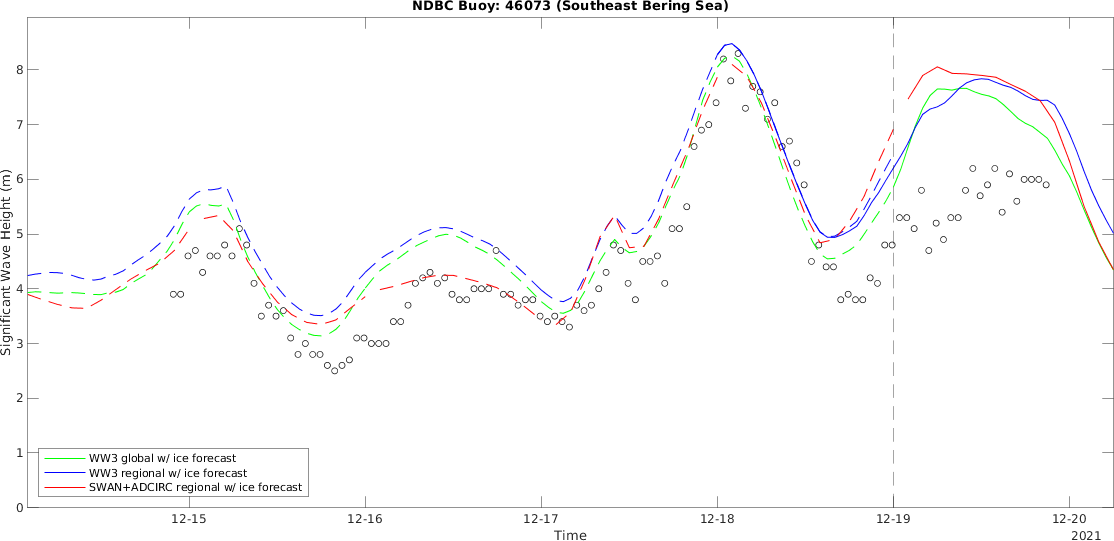 NDBC Buoy: 46073 (Southeast Bering Sea)
Significant Wave Height (m)
8
7
6
5
4
3
2
1
0
WW3 global w/ ice forecast
WW3 regional w/ ice forecast
SWAN+ADCIRC regional w/ ice forecast
12-15 12-16 12-17 12-18 12-19 12-20
Time
2021